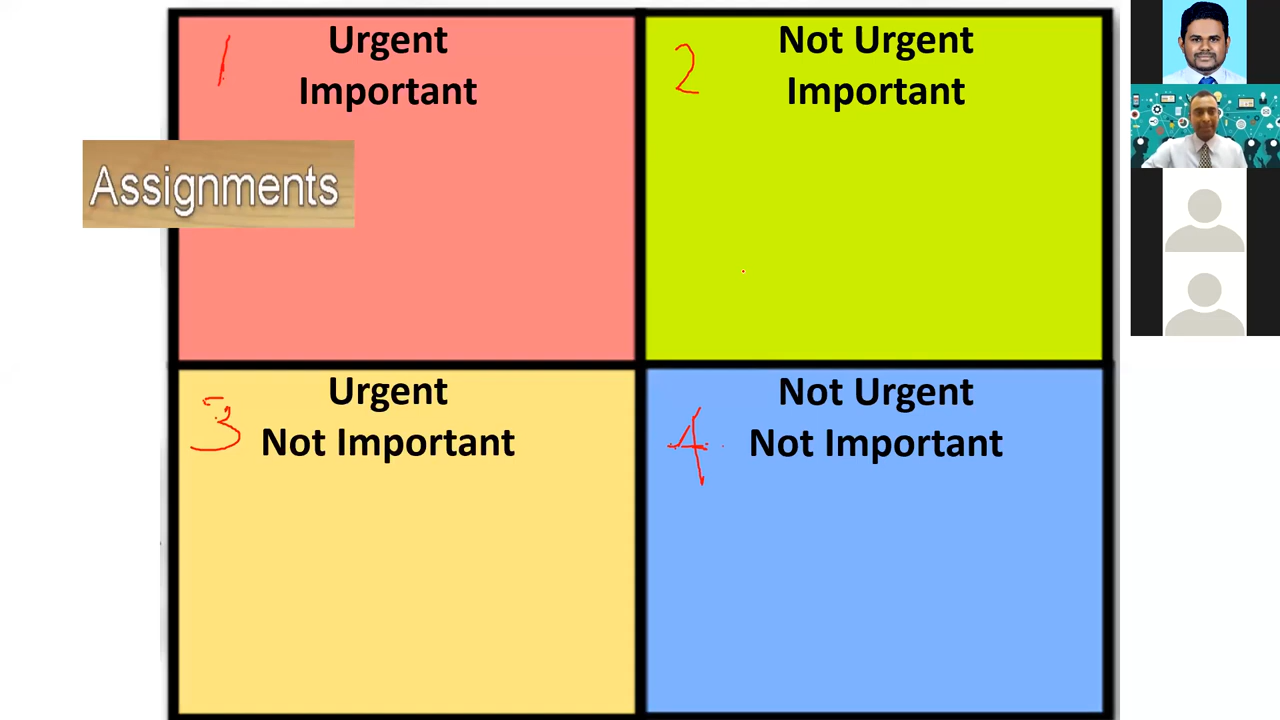 1
Urgent
Important
2
Not Urgent
Important
Assignments
3
Urgent
Not Important
4
Not Urgent
Not Important